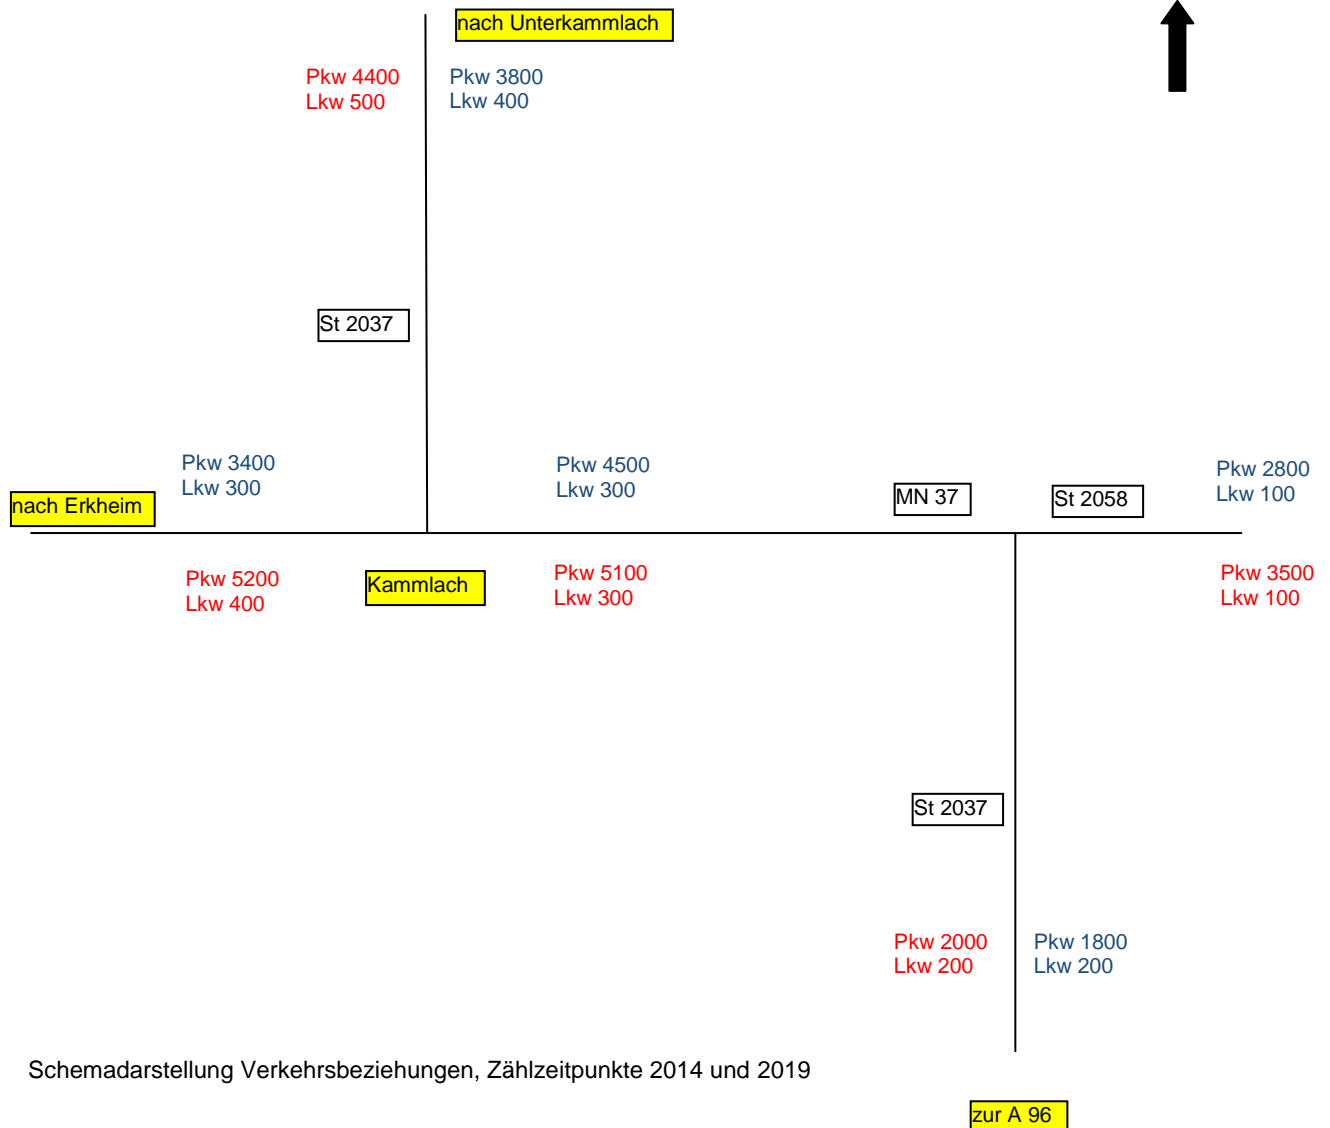 nach Unterkammlach
Pkw 4400
Lkw 500
Pkw 3800
Lkw 400
St 2037
Pkw 3400
Lkw 300
nach Erkheim
Pkw 4500
Lkw 300
MN 37
St 2058
Pkw 2800
Lkw 100
Pkw 5200
Lkw 400
Kammlach
Pkw 5100
Lkw 300
Pkw 3500
Lkw 100
St 2037
Pkw 2000
Lkw 200
Pkw 1800
Lkw 200
Schemadarstellung Verkehrsbeziehungen, Zählzeitpunkte 2014 und 2019
zur A 96